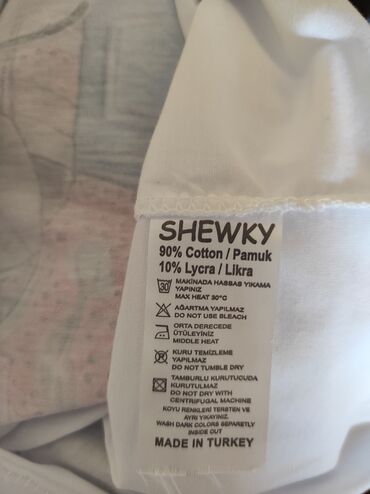 SHEWKY
90% Cotton / Pamuk
10% Lycra / Likra
30
MAKİNADA HASSAS YIKAMA
YAPINIZ
MAX HEAT 30°C
AĞARTMA YAPILMAZ
DO NOT USE BLEACH
ORTA DERECEDE
ÜTÜLEYİNİZ
MIDDLE HEAT
KURU TEMİZLEME
YAPILMAZ
DO NOT TUMBLE DRY
TAMBURLU KURUTUCUDA
KURUTULMAZ
DO NOT DRY WITH
CENTRIFUGAL MACHINE
KOYU RENKLERİ TERSTEN VE
AYRI YIKAYINIZ.
WASH DARK COLORS SEPARETLY
INSIDE OUT
MADE IN TURKEY